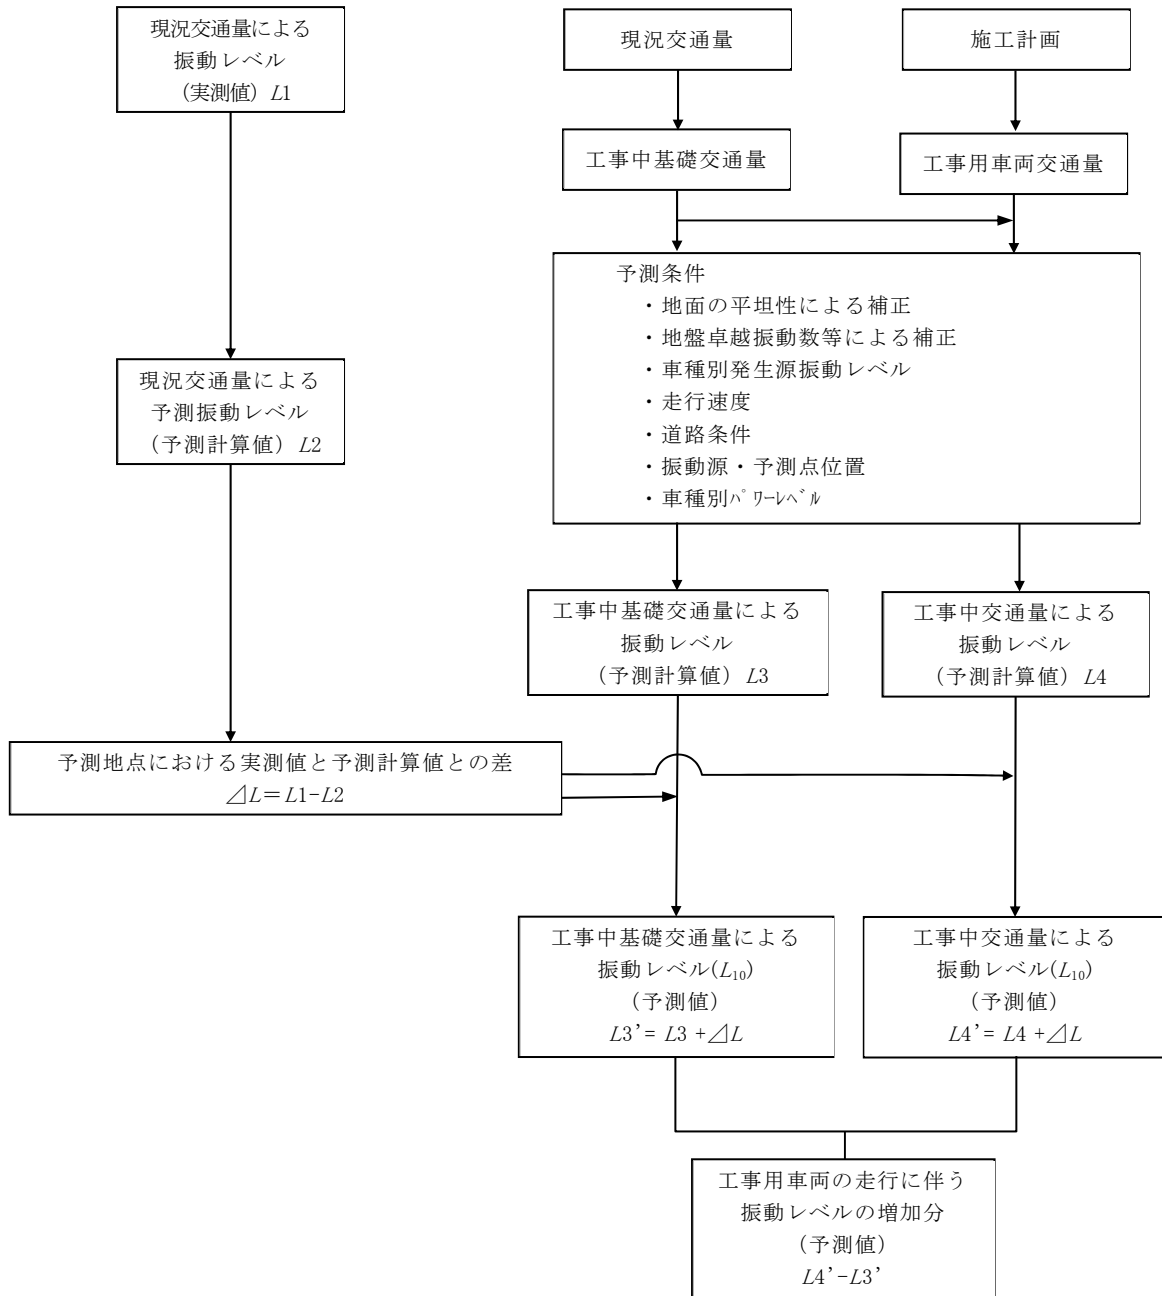 現況交通量による
振動レベル
(実測値) L1
現況交通量
施工計画
工事中基礎交通量
工事用車両交通量
予測条件
・地面の平坦性による補正
・地盤卓越振動数等による補正
・車種別発生源振動レベル
・走行速度
・道路条件
・振動源・予測点位置
・車種別ﾊﾟﾜｰﾚﾍﾞﾙ
現況交通量による
予測振動レベル
(予測計算値) L2
工事中基礎交通量による
振動レベル
(予測計算値) L3
工事中交通量による
振動レベル
(予測計算値) L4
予測地点における実測値と予測計算値との差
⊿L＝L1-L2
工事中基礎交通量による
振動レベル(L₁₀)
(予測値)
L3’= L3 +⊿L
工事中交通量による
振動レベル(L₁₀)
(予測値)
L4’= L4 +⊿L
工事用車両の走行に伴う
振動レベルの増加分
(予測値)
L4’-L3’